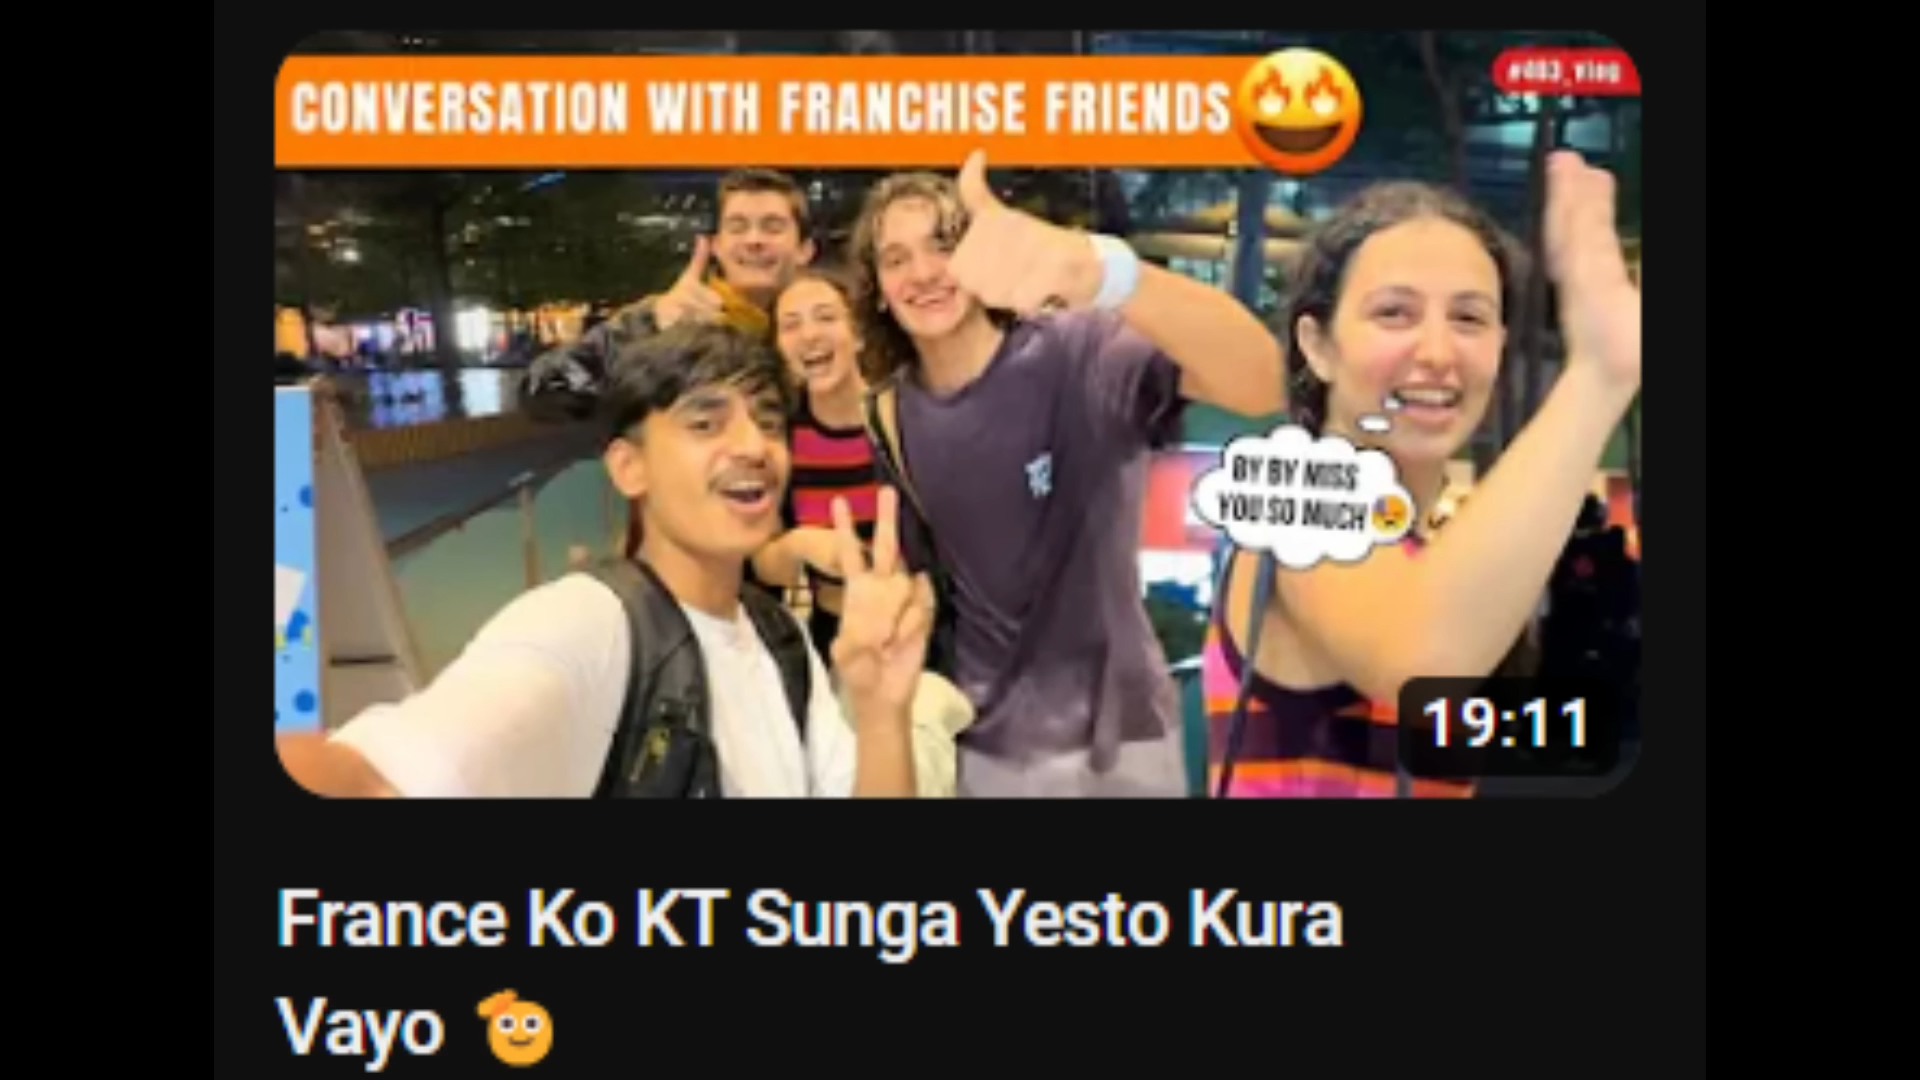 CONVERSATION WITH FRANCHISE FRIENDS
#403_vlog
BY BY MISS
YOU SO MUCH
19:11
France Ko KT Sunga Yesto Kura
Vayo